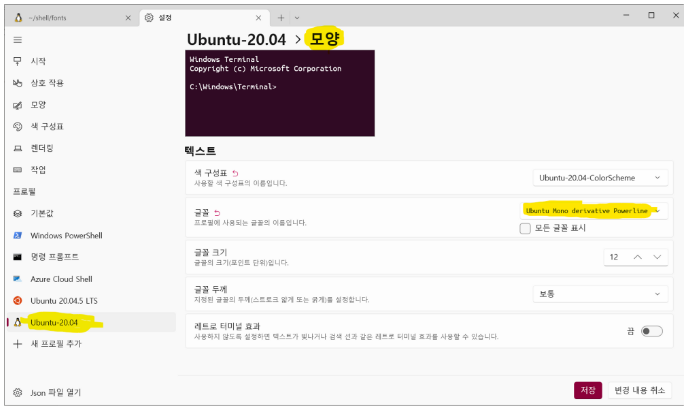 ~/shell/fonts
설정
시작
상호 작용
모양
색 구성표
렌더링
작업
프로필
기본값
Windows PowerShell
명령 프롬프트
Azure Cloud Shell
Ubuntu 20.04.5 LTS
Ubuntu-20.04
새 프로필 추가
Json 파일 열기
Ubuntu-20.04 > 모양
Windows Terminal
Copyright (c) Microsoft Corporation
C:\Windows\Terminal>
텍스트
색 구성표
사용할 색 구성표의 이름입니다.
Ubuntu-20.04-ColorScheme
글꼴
프로필에 사용되는 글꼴의 이름입니다.
Ubuntu Mono derivative Powerline
모든 글꼴 표시
글꼴 크기
글꼴의 크기(포인트 단위)입니다.
12
글꼴 두께
지정된 글꼴의 두께(스트로크 얇게 또는 굵게)를 설정합니다.
보통
레트로 터미널 효과
사용하지 않도록 설정하면 텍스트가 빛나거나 검색 선과 같은 레트로 터미널 효과를 사용할 수 있습니다.
끔
저장
변경 내용 취소